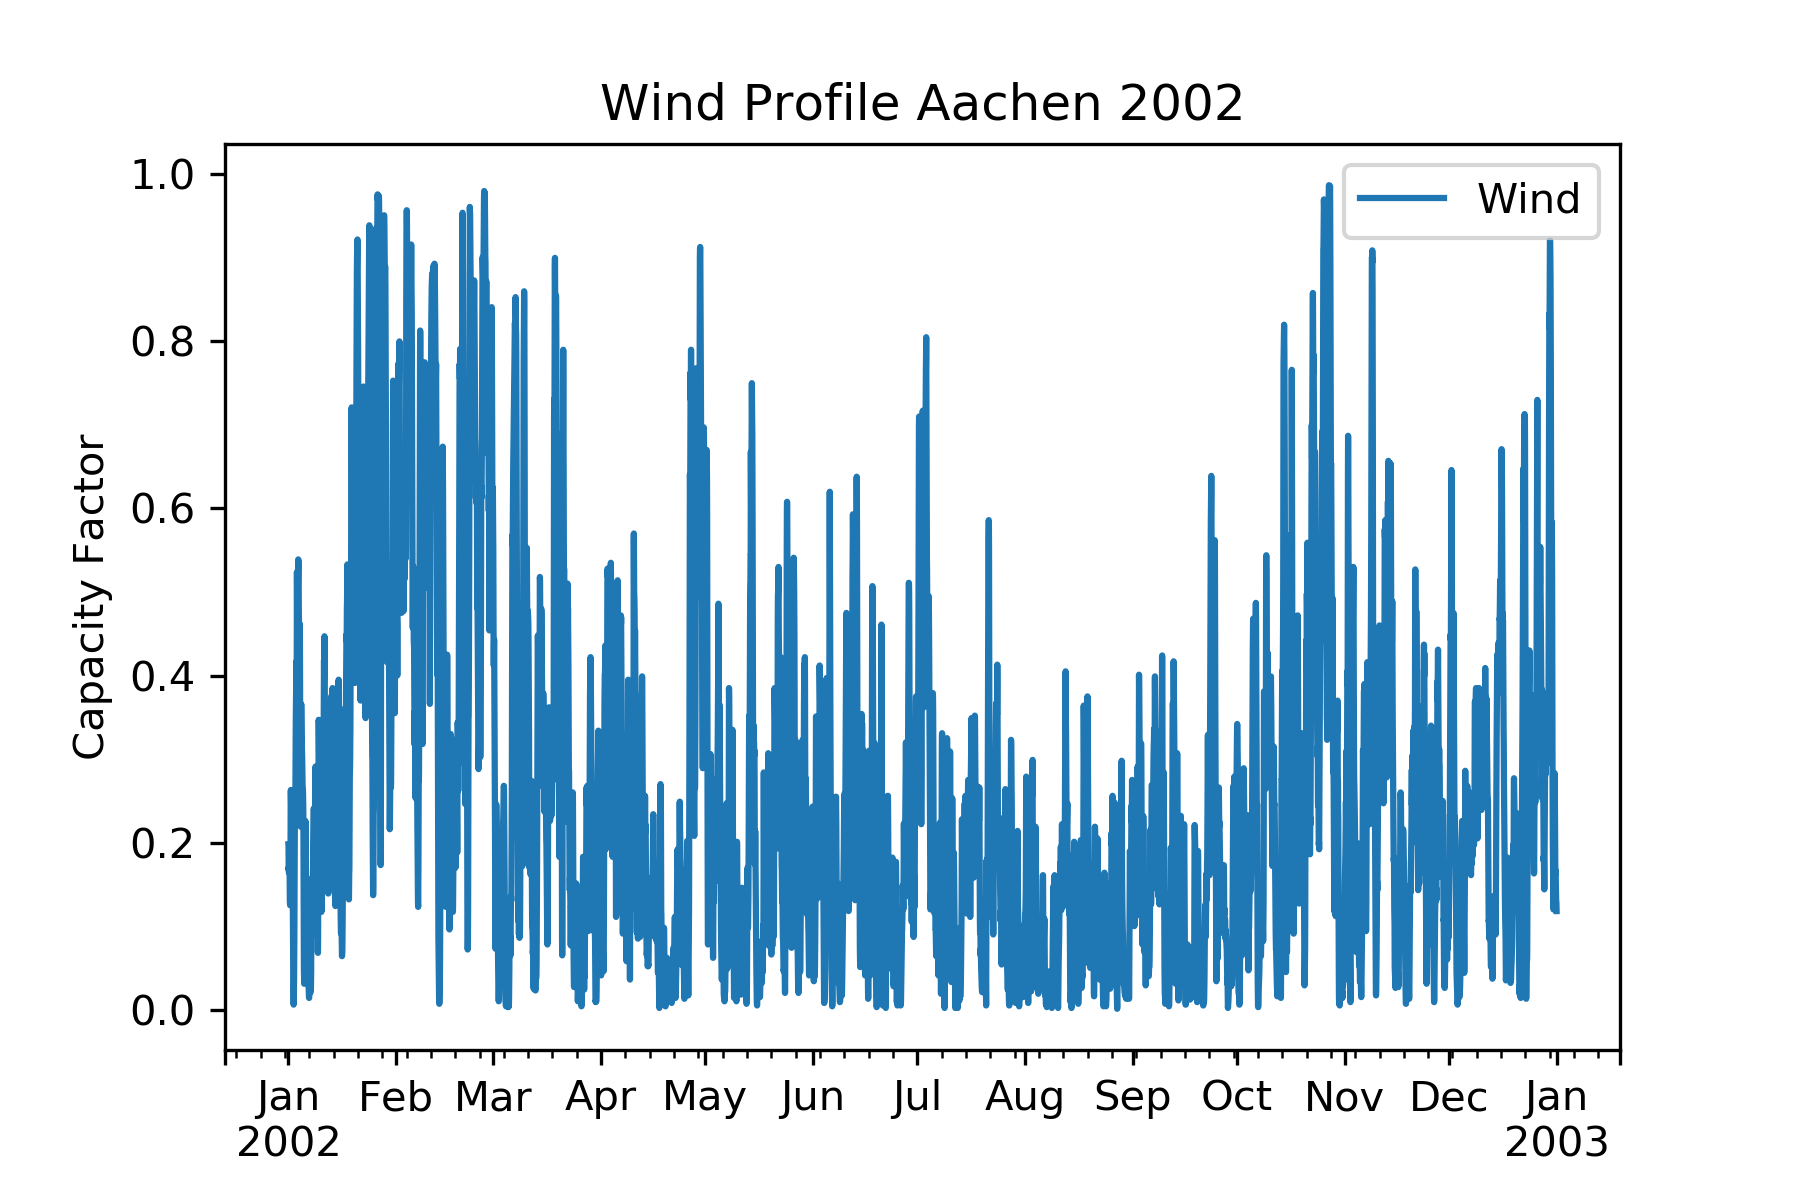 Wind Profile Aachen 2002
Wind
Capacity Factor
1.0
0.8
0.6
0.4
0.2
0.0
Jan Feb Mar Apr May Jun Jul Aug Sep Oct Nov Dec Jan
2002 2003